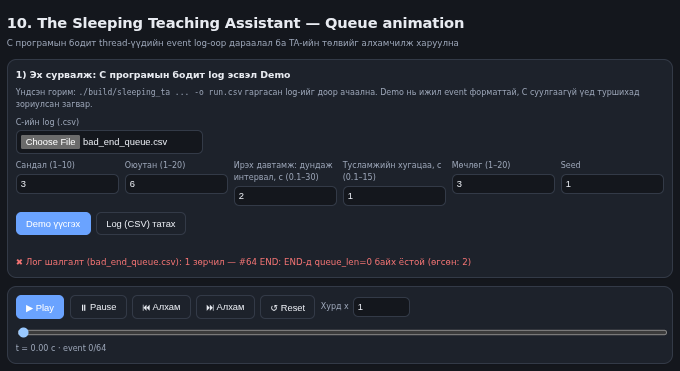 10. The Sleeping Teaching Assistant — Queue animation
С програмын бодит thread-үүдийн event log-оор дараалал ба ТА-ийн төлвийг алхамчилж харуулна
1) Эх сурвалж: С програмын бодит log эсвэл Demo
Үндсэн горим: ./build/sleeping_ta ... -o run.csv гаргасан log-ийг доор ачаална. Demo нь ижил event форматтай, С суулгаагүй үед туршихад
зориулсан загвар.
С-ийн log (.csv)
Choose File bad_end_queue.csv
Сандал (1–10)
3
Оюутан (1–20)
6
Ирэх давтамж: дундаж
интервал, с (0.1–30)
2
Тусламжийн хугацаа, с
(0.1–15)
1
Мөчлөг (1–20)
3
Seed
1
Demo үүсгэх
Log (CSV) татах
✖ Лог шалгалт (bad_end_queue.csv): 1 зөрчил — #64 END: END-д queue_len=0 байх ёстой (өгсөн: 2)
▶ Play
⏸ Pause
⏮ Алхам
⏭ Алхам
↺ Reset
Хурд x
1
t = 0.00 с · event 0/64